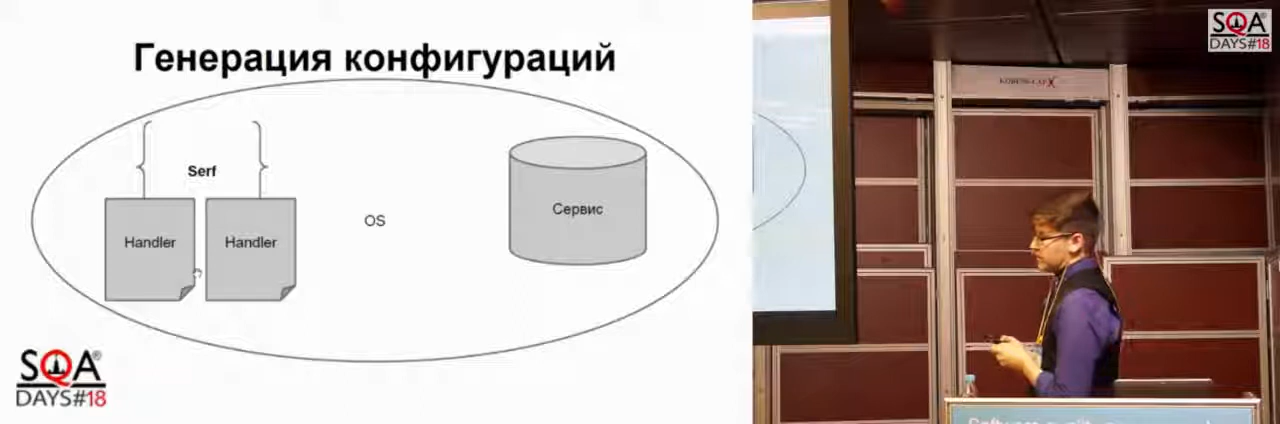 Генерация конфигураций
Serf
Handler
Handler
OS
Сервис
SQA®
DAYS#18
SQA®
DAYS#18